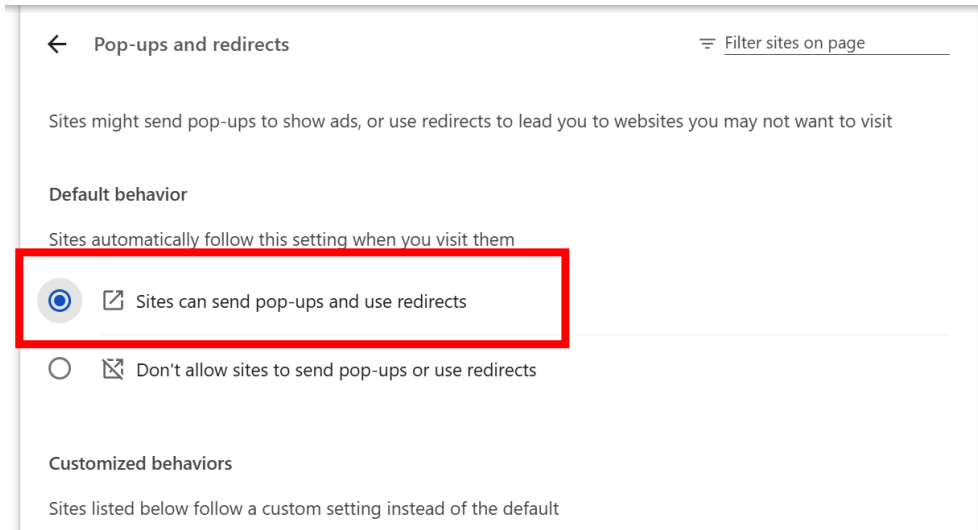 Pop-ups and redirects
Filter sites on page
Sites might send pop-ups to show ads, or use redirects to lead you to websites you may not want to visit
Default behavior
Sites automatically follow this setting when you visit them
Sites can send pop-ups and use redirects
Don't allow sites to send pop-ups or use redirects
Customized behaviors
Sites listed below follow a custom setting instead of the default